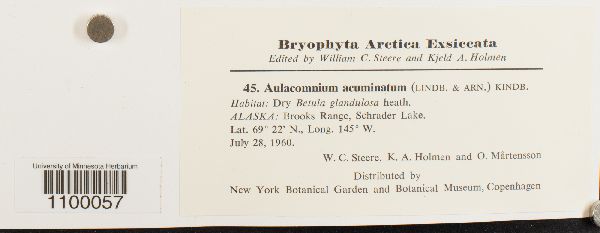 Bryophyta Arctica Exsiccata
Edited by William C. Steere and Kjeld A. Holmen
45. Aulacomnium acuminatum (LINDB. & ARN.) KINDB.
Habitat: Dry Betula glandulosa heath.
ALASKA: Brooks Range, Schrader Lake.
Lat. 69° 22' N., Long. 145° W.
July 28, 1960.
W. C. Steere, K. A. Holmen and O. Mårtensson
Distributed by
New York Botanical Garden and Botanical Museum, Copenhagen
University of Minnesota Herbarium
1100057